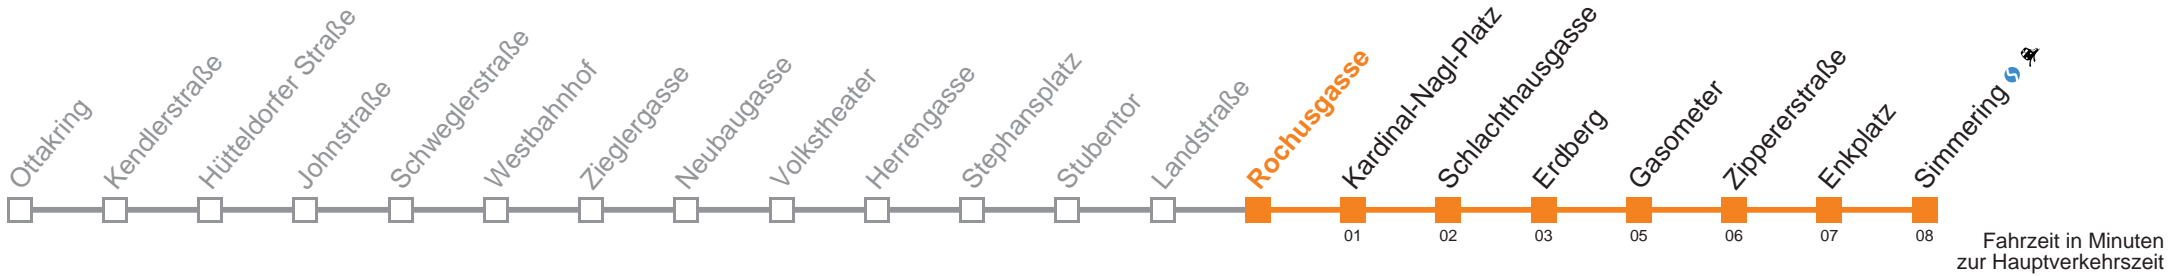 Ottakring
Kendlerstraße
Hütteldorfer Straße
Johnstraße
Schweglerstraße
Westbahnhof
Zieglergasse
Neubaugasse
Volkstheater
Herrengasse
Stephansplatz
Stubentor
Landstraße
Rochusgasse
Kardinal-Nagl-Platz
Schlachthausgasse
Erdberg
Gasometer
Zippererstraße
Enkplatz
Simmering
01 02 03 05 06 07 08
Fahrzeit in Minuten
zur Hauptverkehrszeit